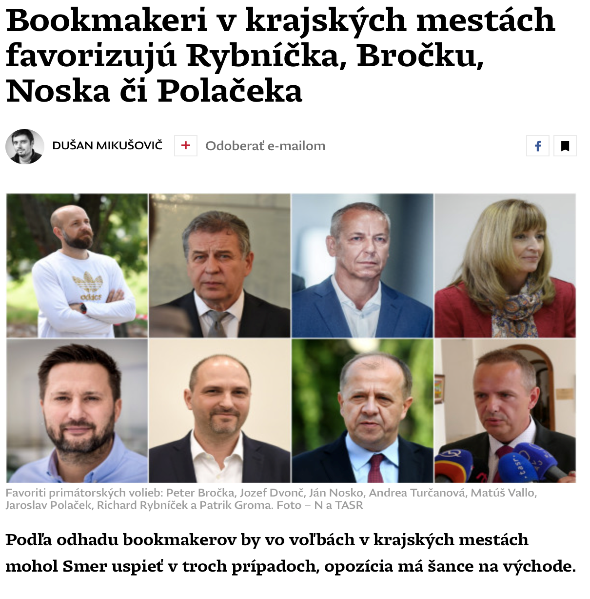 Bookmakeri v krajských mestách
favorizujú Rybníčka, Bročku,
Noska či Polačeka
DUŠAN MIKUŠOVIČ + Odoberať e-mailom
adidas
Favoriti primátorských volieb: Peter Bročka, Jozef Dvonč, Ján Nosko, Andrea Turčanová, Matúš Vallo,
Jaroslav Polaček, Richard Rybníček a Patrik Groma. Foto – N a TASR
Podľa odhadu bookmakerov by vo voľbách v krajských mestách
mohol Smer uspieť v troch prípadoch, opozícia má šance na východe.